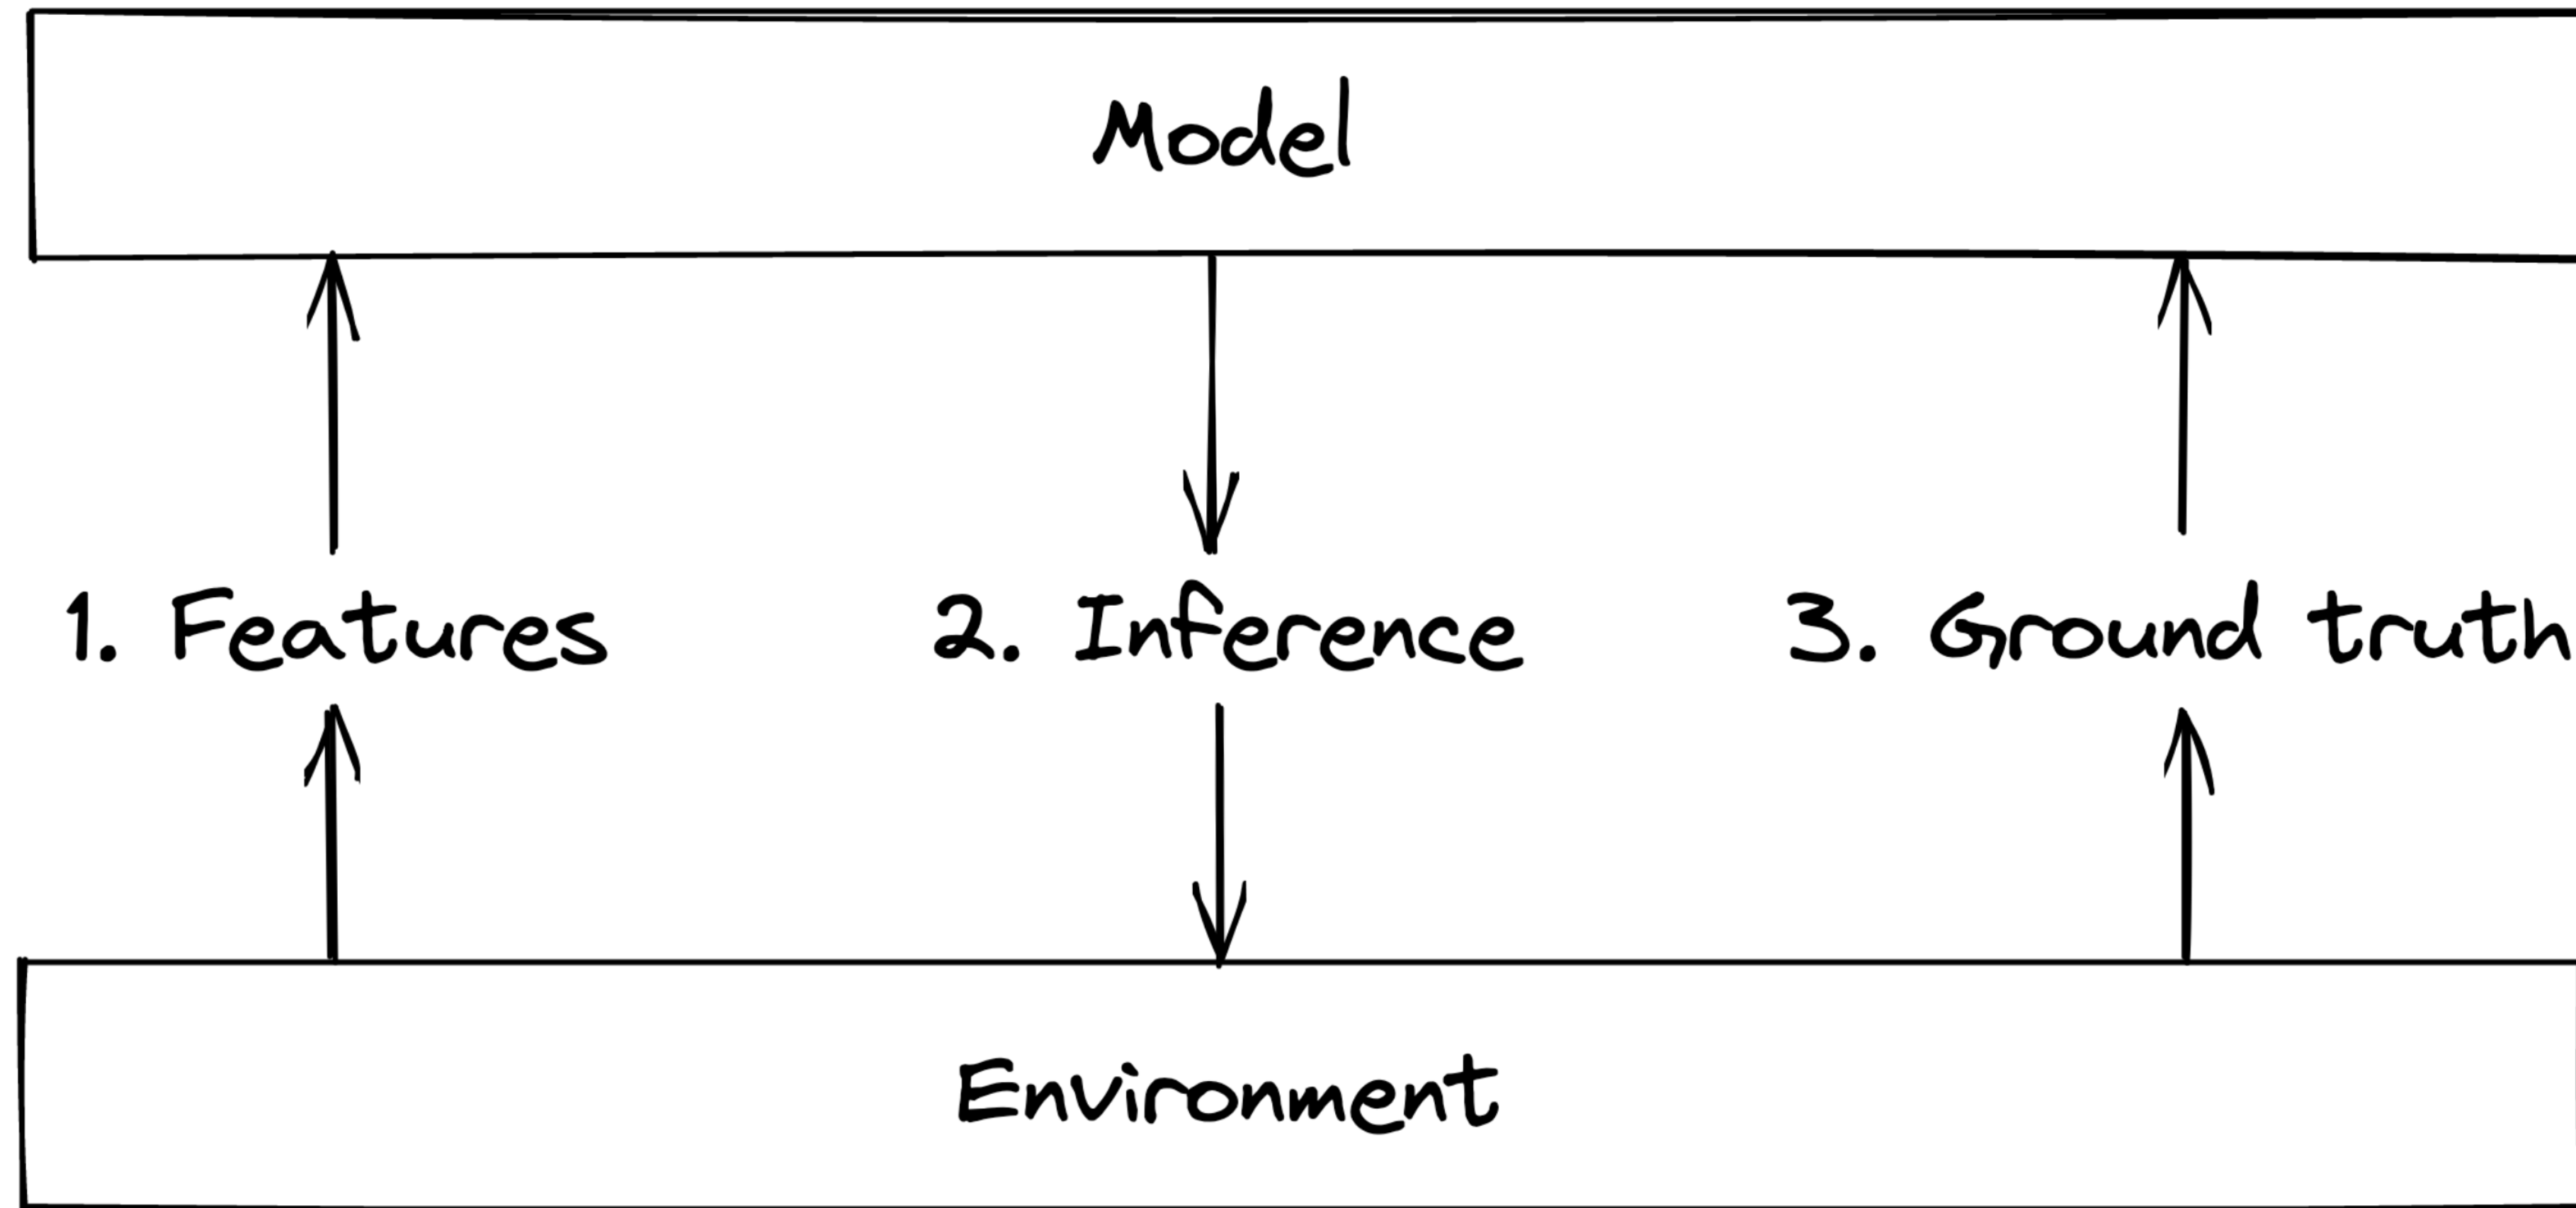 Model
1. Features
2. Inference
3. Ground truth
Environment